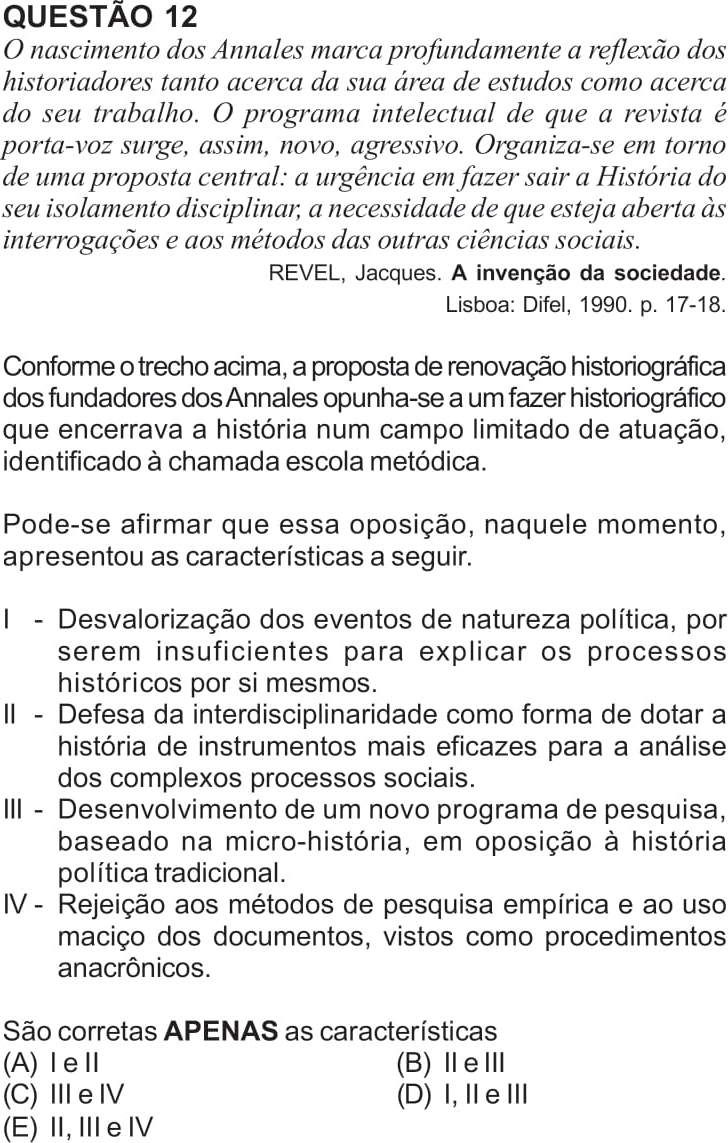 QUESTÃO 12
O nascimento dos Annales marca profundamente a reflexão dos
historiadores tanto acerca da sua área de estudos como acerca
do seu trabalho. O programa intelectual de que a revista é
porta-voz surge, assim, novo, agressivo. Organiza-se em torno
de uma proposta central: a urgência em fazer sair a História do
seu isolamento disciplinar, a necessidade de que esteja aberta às
interrogações e aos métodos das outras ciências sociais.
REVEL, Jacques. A invenção da sociedade.
Lisboa: Difel, 1990. p. 17-18.
Conforme o trecho acima, a proposta de renovação historiográfica
dos fundadores dos Annales opunha-se a um fazer historiográfico
que encerrava a história num campo limitado de atuação,
identificado à chamada escola metódica.
Pode-se afirmar que essa oposição, naquele momento,
apresentou as características a seguir.
I - Desvalorização dos eventos de natureza política, por
serem insuficientes para explicar os processos
históricos por si mesmos.
II - Defesa da interdisciplinaridade como forma de dotar a
história de instrumentos mais eficazes para a análise
dos complexos processos sociais.
III - Desenvolvimento de um novo programa de pesquisa,
baseado na micro-história, em oposição à história
política tradicional.
IV - Rejeição aos métodos de pesquisa empírica e ao uso
maciço dos documentos, vistos como procedimentos
anacrônicos.
São corretas APENAS as características
(A) I e II (B) II e III
(C) III e IV (D) I, II e III
(E) II, III e IV